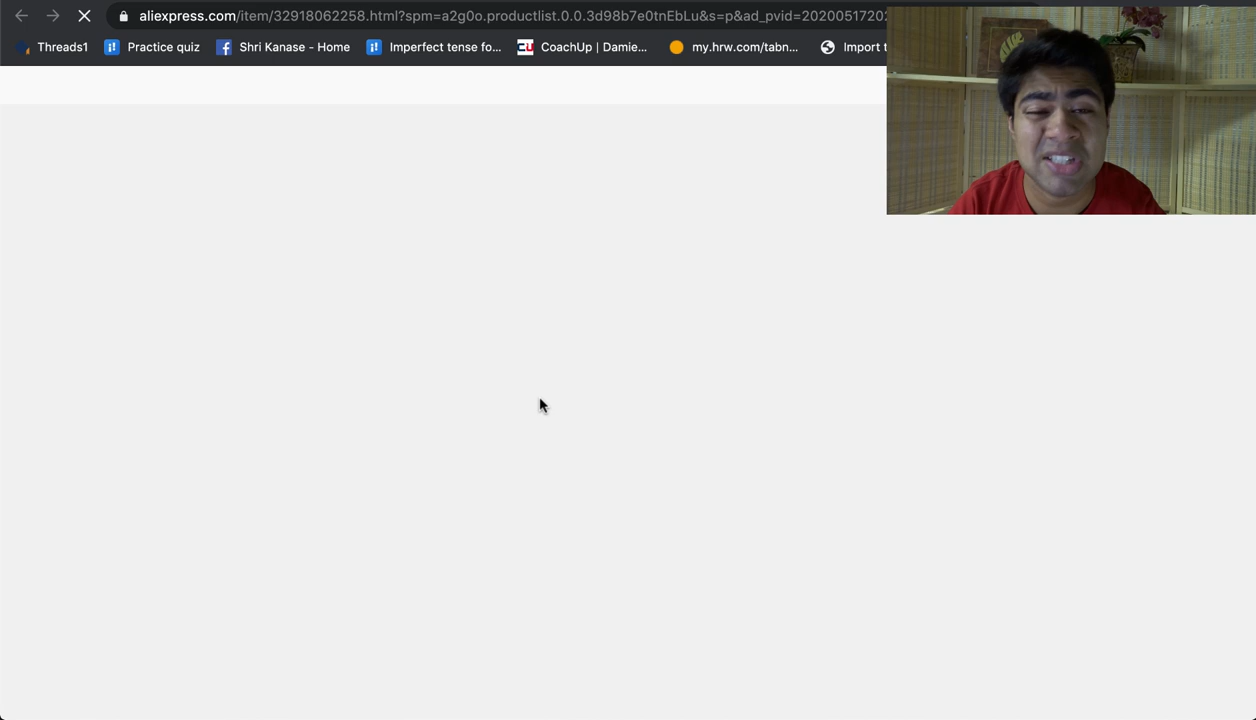 aliexpress.com/item/32918062258.html?spm=a2g0o.productlist.0.0.3d98b7e0tnEbLu&s=p&ad_pvid=20200517202
Threads1 Practice quiz Shri Kanase - Home Imperfect tense fo... CoachUp | Damie... my.hrw.com/tabn... Import t